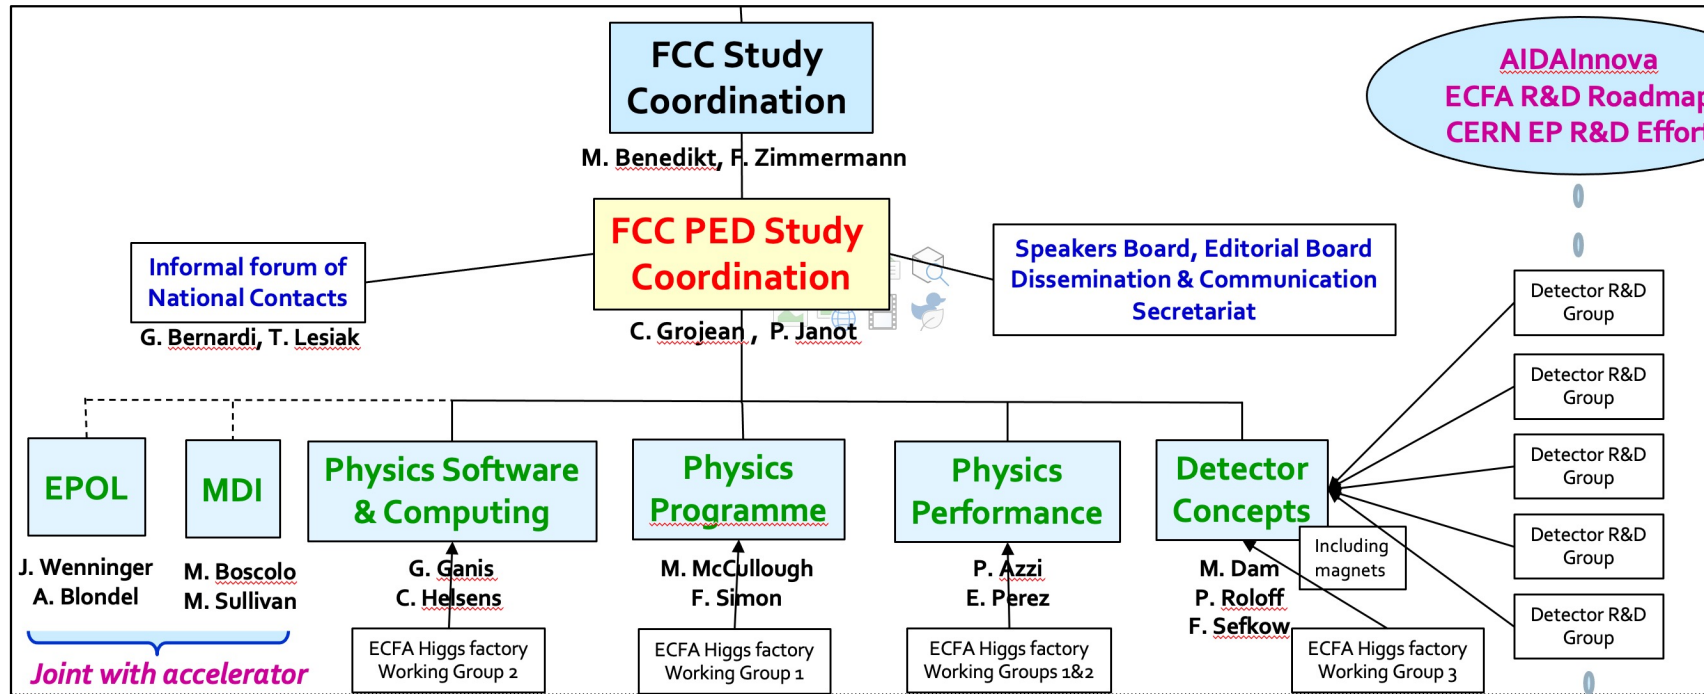 FCC Study
Coordination
M. Benedikt, F. Zimmermann
AIDAInnova
ECFA R&D Roadmap
CERN EP R&D Effort
FCC PED Study
Coordination
C. Grojean , P. Janot
Informal forum of
National Contacts
G. Bernardi, T. Lesiak
Speakers Board, Editorial Board
Dissemination & Communication
Secretariat
Detector R&D
Group
Detector R&D
Group
Detector R&D
Group
Detector R&D
Group
Detector R&D
Group
EPOL
J. Wenninger
A. Blondel
MDI
M. Boscolo
M. Sullivan
Joint with accelerator
Physics Software
& Computing
G. Ganis
C. Helsens
ECFA Higgs factory
Working Group 2
Physics
Programme
M. McCullough
F. Simon
ECFA Higgs factory
Working Group 1
Physics
Performance
P. Azzi
E. Perez
ECFA Higgs factory
Working Groups 1&2
Detector
Concepts
Including
magnets
M. Dam
P. Roloff
F. Sefkow
ECFA Higgs factory
Working Group 3